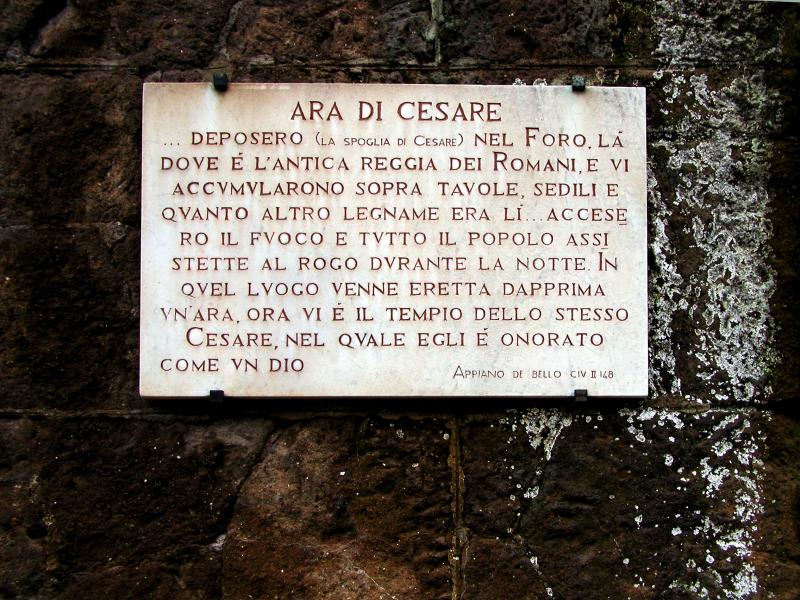 ARA DI CESARE
... DEPOSERO (LA SPOGLIA DI CESARE) NEL FORO, LÁ
DOVE É L'ANTICA REGGIA DEI ROMANI, E VI
ACCVMVLARONO SOPRA TAVOLE, SEDILI E
QVANTO ALTRO LEGNAME ERA LÍ... ACCESE
RO IL FVOCO E TVTTO IL POPOLO ASSI
STETTE AL ROGO DVRANTE LA NOTTE. IN
QVEL LVOGO VENNE ERETTA DAPPRIMA
VN'ARA, ORA VI É IL TEMPIO DELLO STESSO
CESARE, NEL QVALE EGLI É ONORATO
COME VN DIO
APPIANO DE BELLO CIV II 148